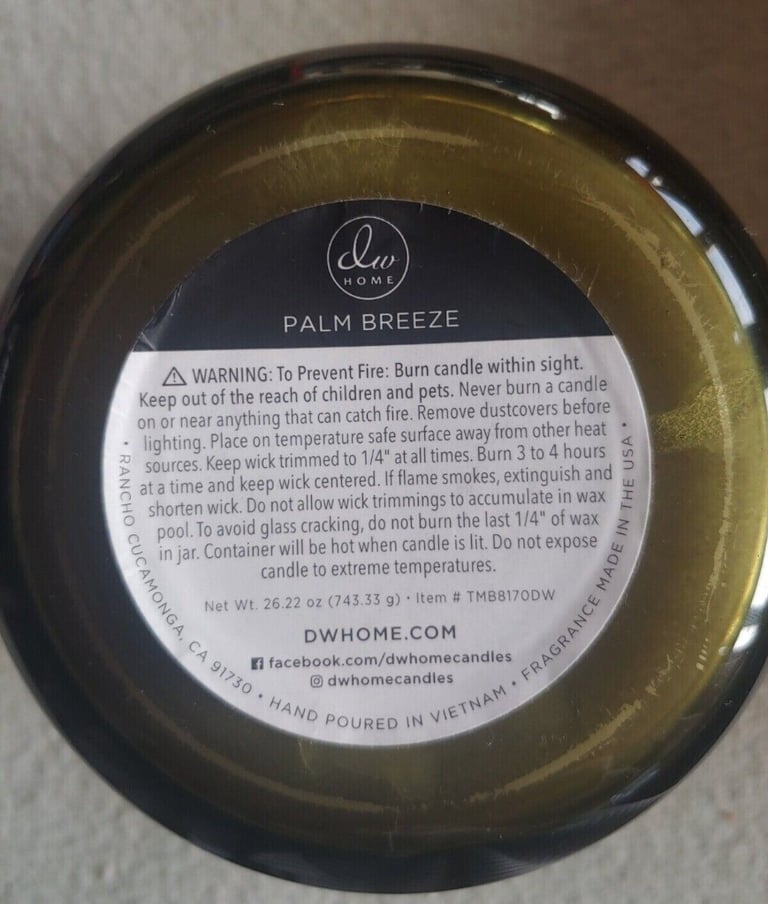 dw
HOME
PALM BREEZE
⚠ WARNING: To Prevent Fire: Burn candle within sight.
Keep out of the reach of children and pets. Never burn a candle
on or near anything that can catch fire. Remove dustcovers before
lighting. Place on temperature safe surface away from other heat
sources. Keep wick trimmed to 1/4" at all times. Burn 3 to 4 hours
at a time and keep wick centered. If flame smokes, extinguish and
shorten wick. Do not allow wick trimmings to accumulate in wax
pool. To avoid glass cracking, do not burn the last 1/4" of wax
in jar. Container will be hot when candle is lit. Do not expose
candle to extreme temperatures.
Net Wt. 26.22 oz (743.33 g) • Item # TMB8170DW
DWHOME.COM
facebook.com/dwhomecandles
dwhomecandles
• RANCHO CUCAMONGA, CA 91730 • HAND POURED IN VIETNAM • FRAGRANCE MADE IN THE USA •